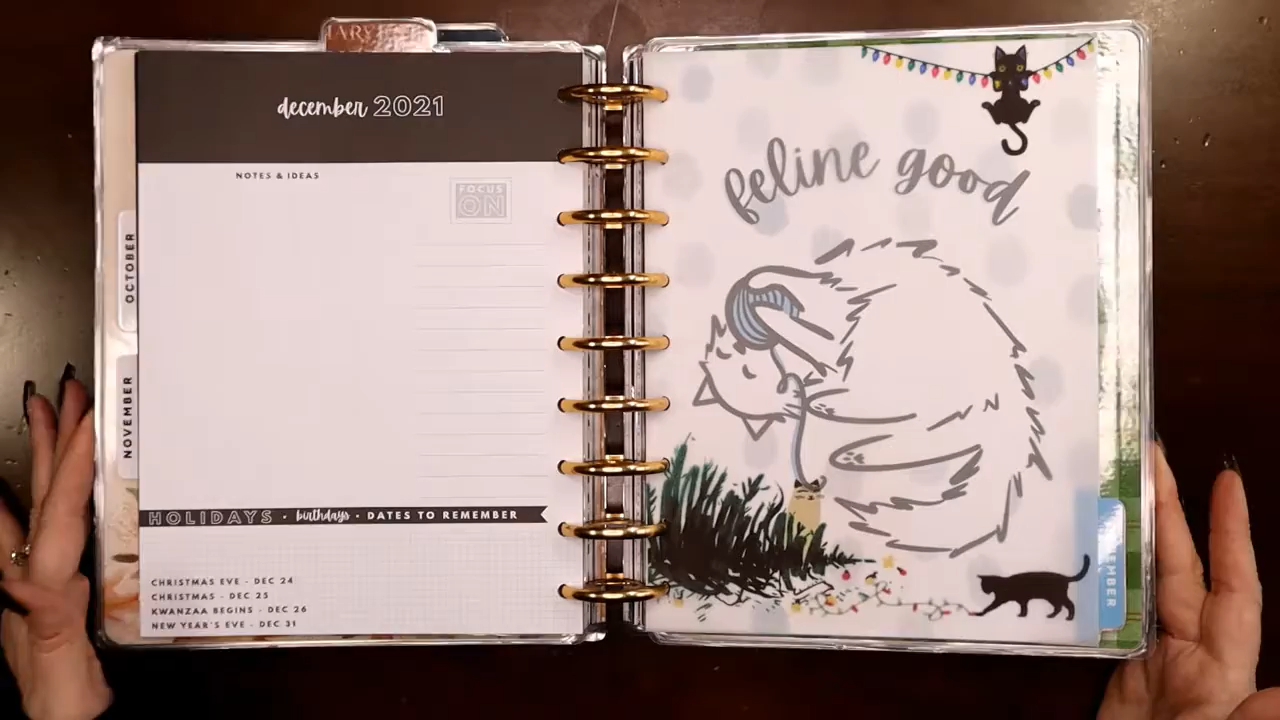 december 2021
NOTES & IDEAS
FOCUS
ON
OCTOBER
NOVEMBER
HOLIDAYS · birthdays · DATES TO REMEMBER
CHRISTMAS EVE - DEC 24
CHRISTMAS - DEC 25
KWANZAA BEGINS - DEC 26
NEW YEAR'S EVE - DEC 31
feline good
EMBER